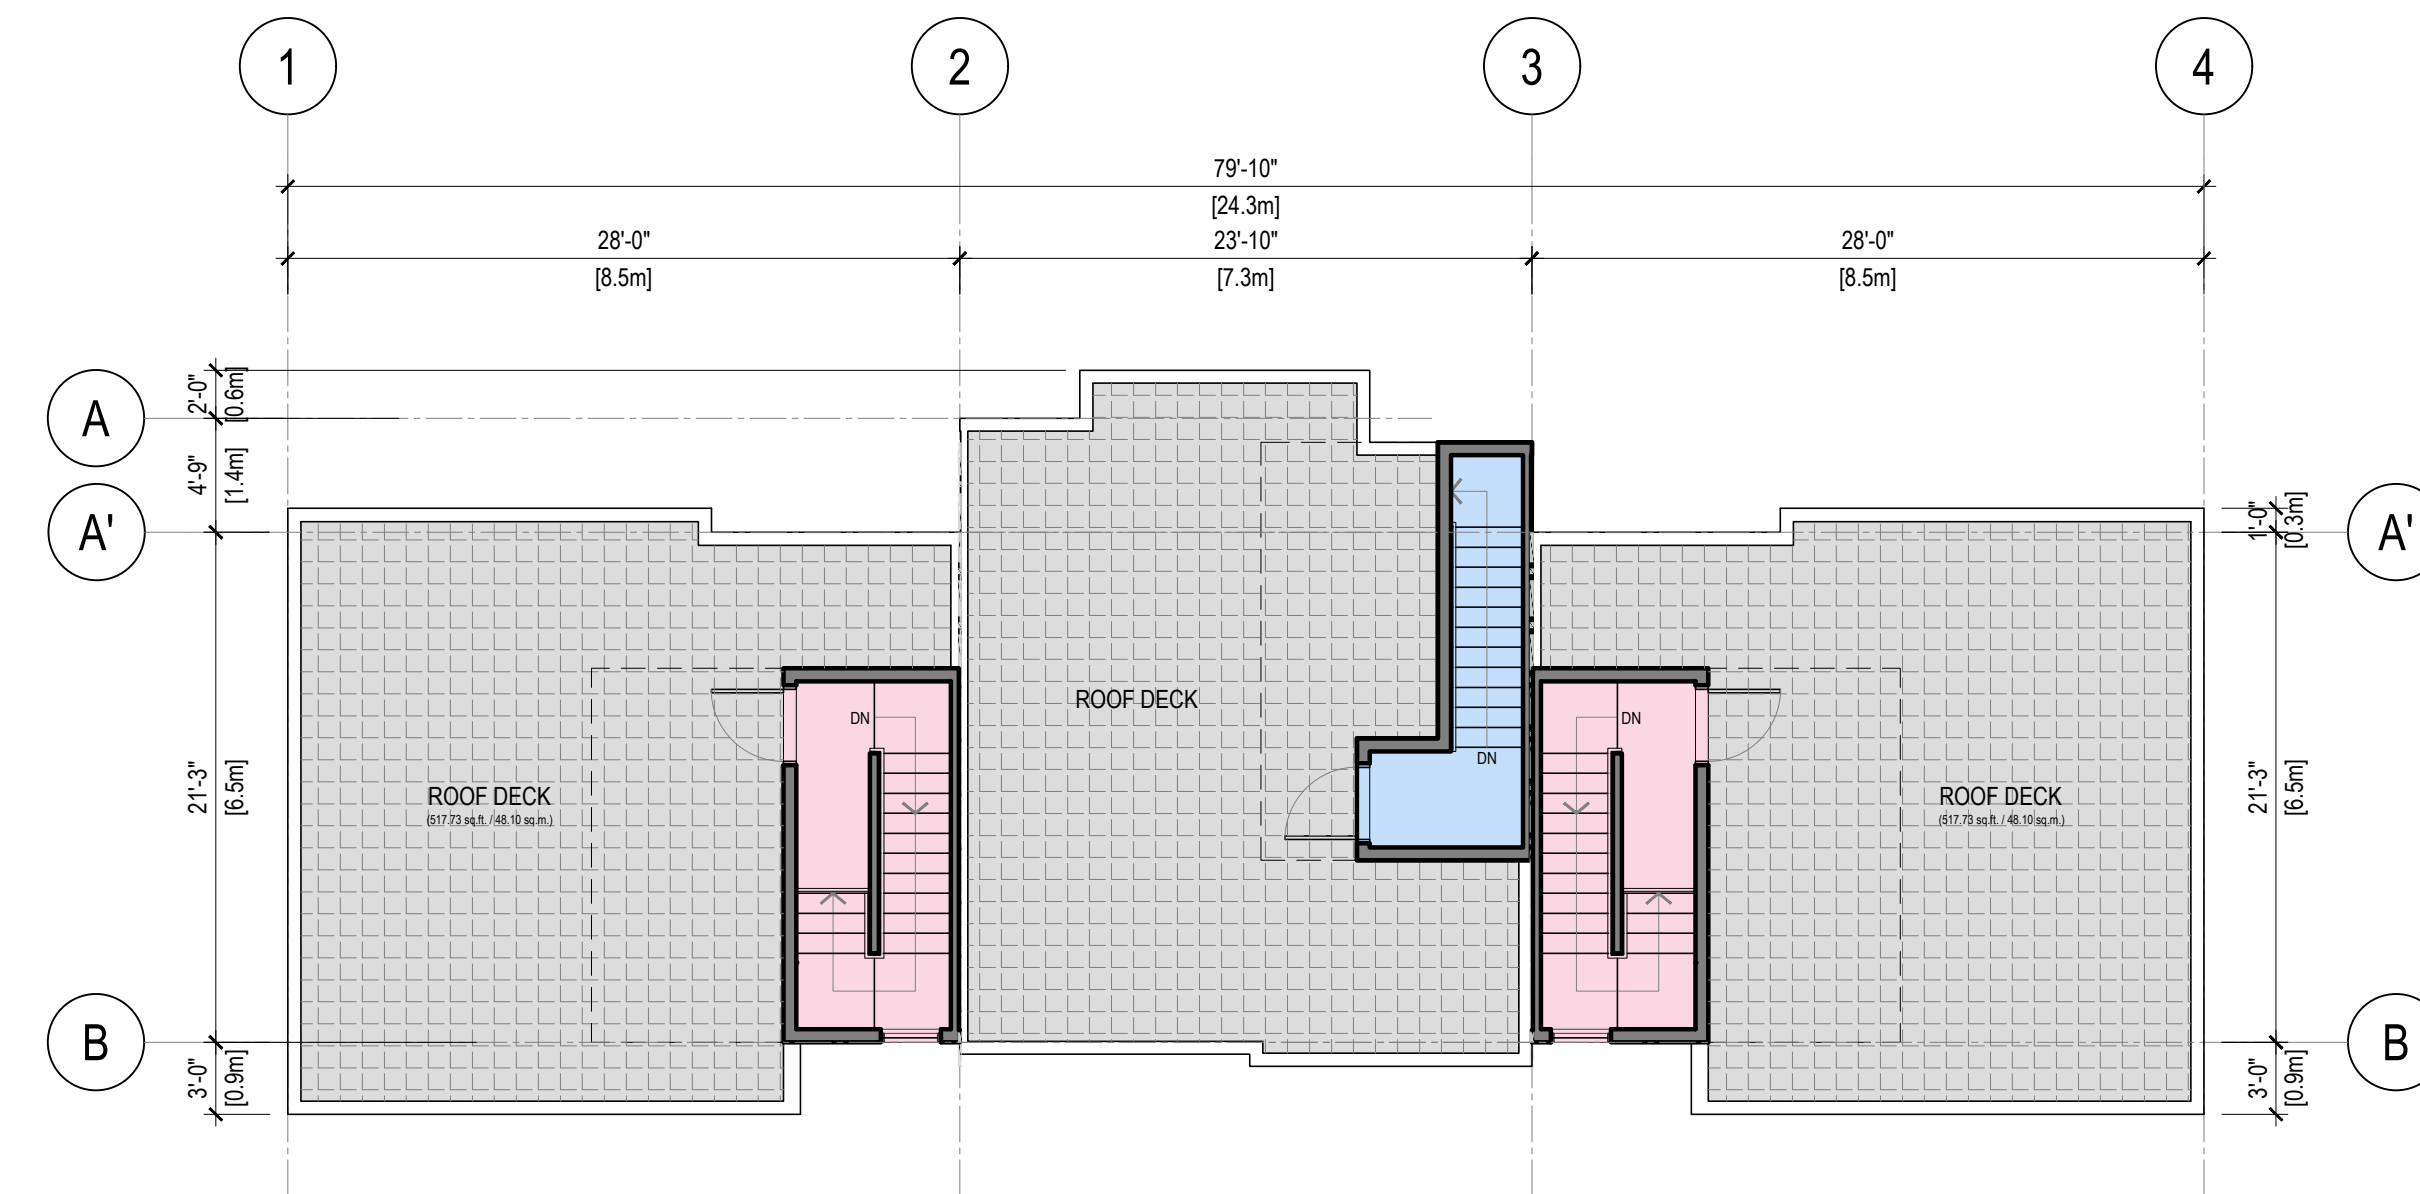 1
2
3
4
79'-10"
[24.3m]
28'-0"
23'-10"
28'-0"
[8.5m]
[7.3m]
[8.5m]
A
2'-0"
[0.6m]
4'-9"
[1.4m]
A'
1'-0"
[0.3m]
A'
ROOF DECK
DN
DN
DN
21'-3"
[6.5m]
ROOF DECK
(517.73 sq.ft. / 48.10 sq.m.)
ROOF DECK
(517.73 sq.ft. / 48.10 sq.m.)
21'-3"
[6.5m]
B
3'-0"
[0.9m]
3'-0"
[0.9m]
B